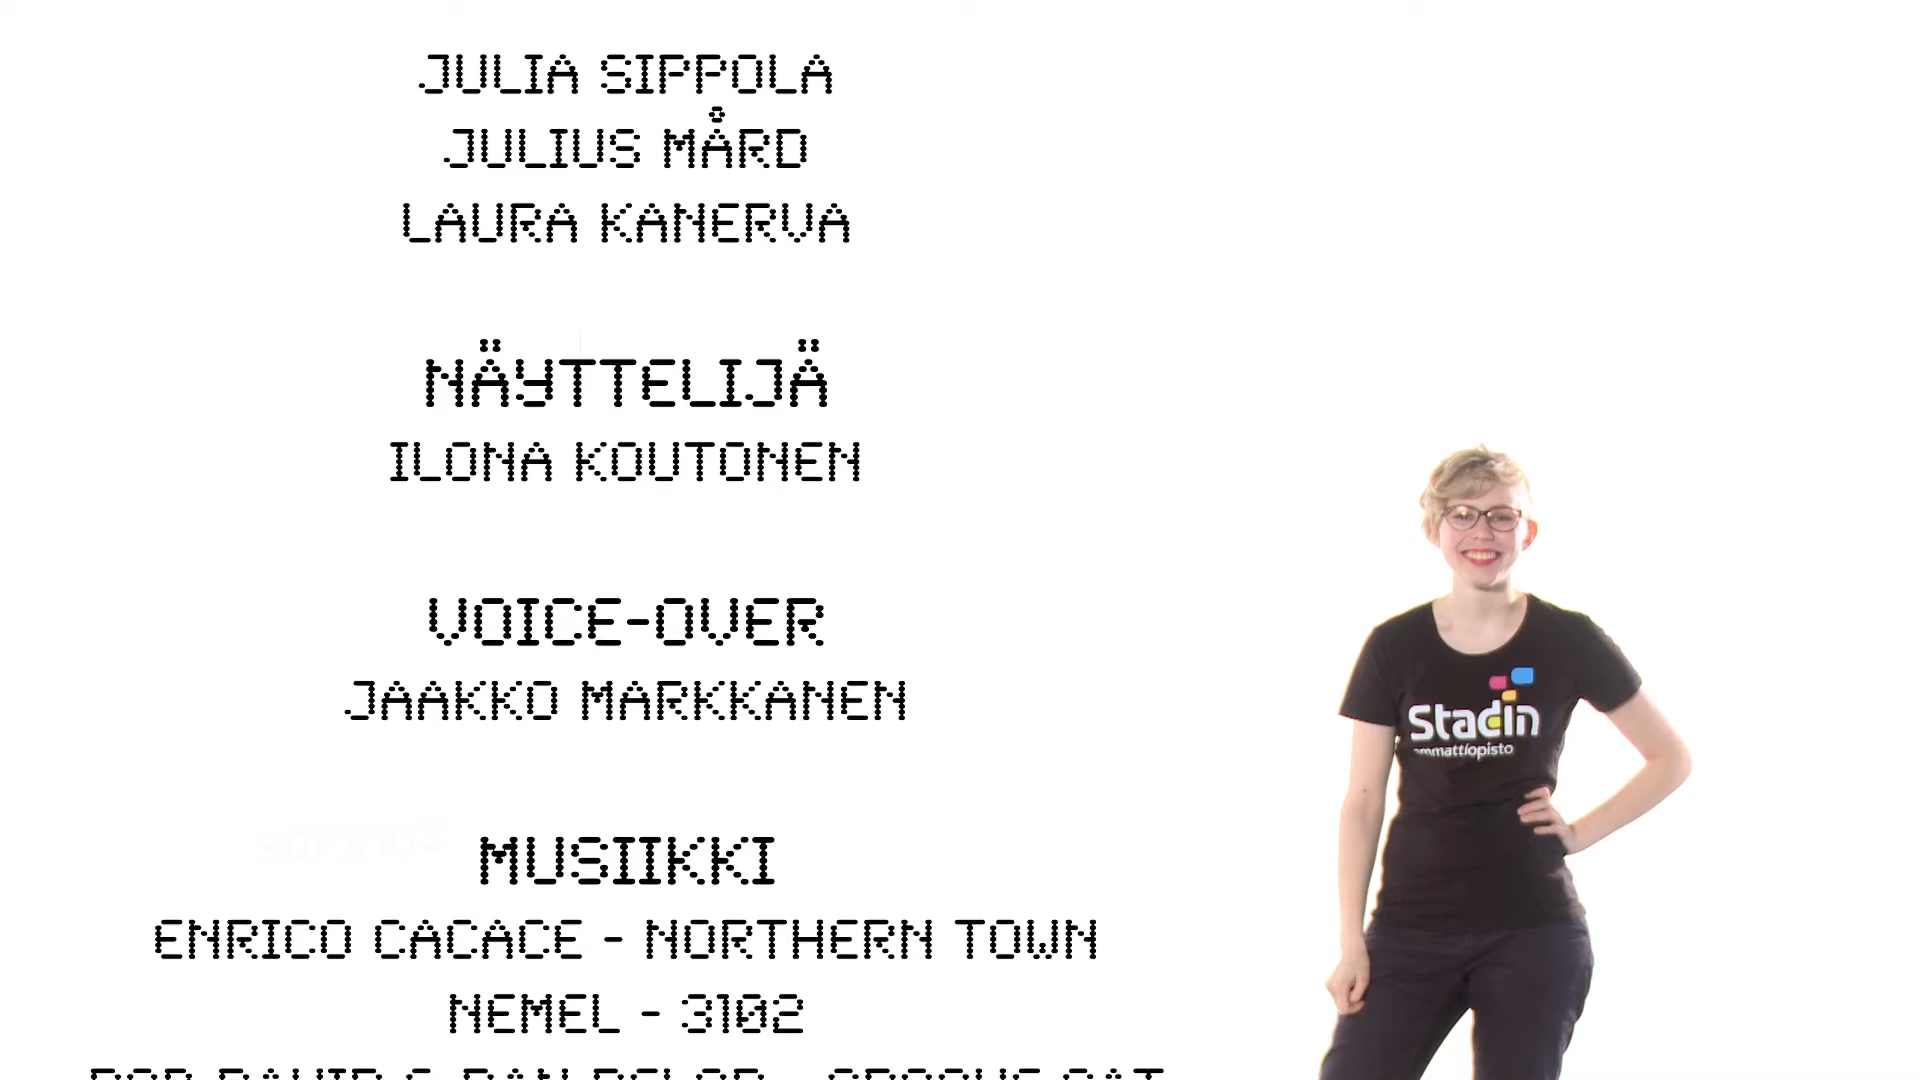 JULIA SIPPOLA
JULIUS MÅRD
LAURA KANERVA
NÄYTTELIJÄ
ILONA KOUTONEN
VOICE-OVER
JAAKKO MARKKANEN
Stadin
ammattiopisto
MUSIIKKI
ENRICO CACACE - NORTHERN TOWN
NEMEL - 3102